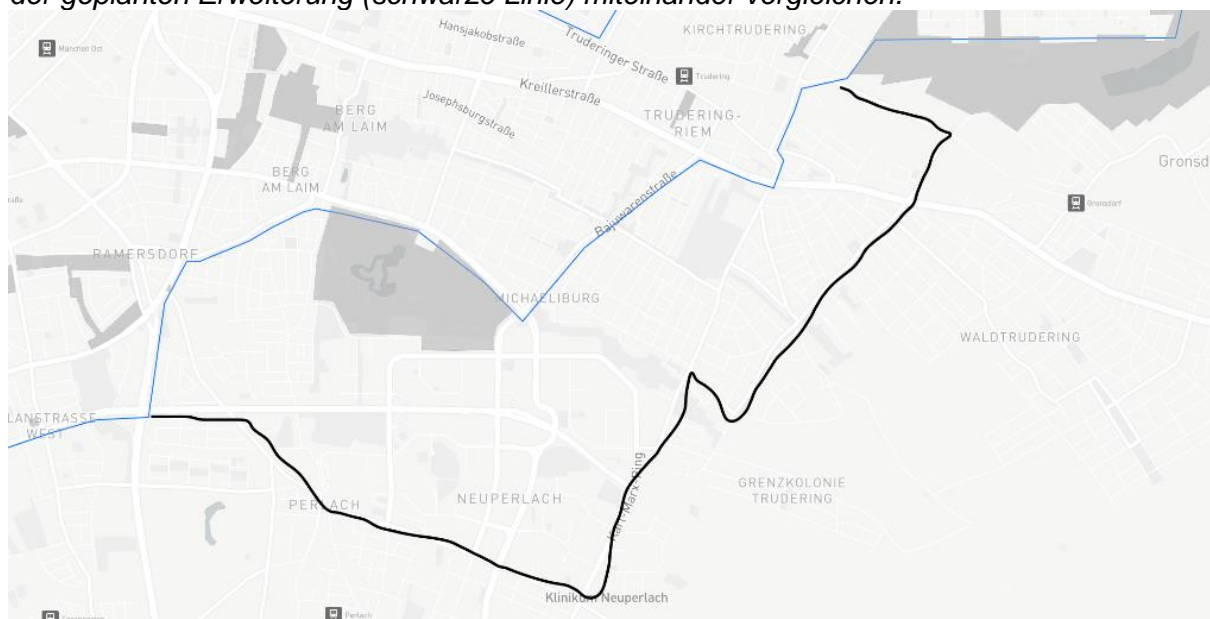 der geplanten Erweiterung (schwarze Linie) miteinander vergleichen.
KIRCHTRUDERING
Hansjakobstraße
Truderinger Straße
München Ost
Trudering
Kreillerstraße
Josephsburgstraße
BERG
AM LAIM
TRUDERING-
RIEM
Gronsd
BERG
AM LAIM
Bajuwarenstraße
Gronsdorf
RAMERSDORF
MICHAELIBURG
WALDTRUDERING
LANSTRASSE
WEST
Karl-Marx-Ring
GRENZKOLONIE
TRUDERING
PERLACH
NEUPERLACH
Klinikum Neuperlach
Perlach